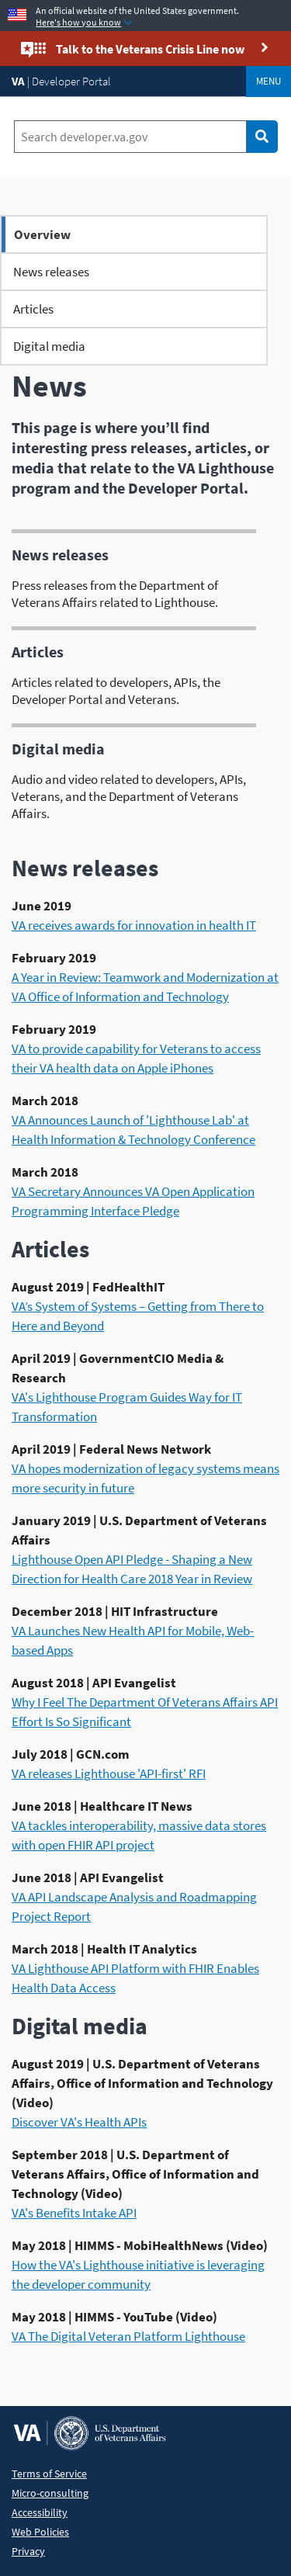 An official website of the United States government.
Here's how you know
Talk to the Veterans Crisis Line now
VA | Developer Portal
MENU
Search developer.va.gov
Overview
News releases
Articles
Digital media
News
This page is where you’ll find
interesting press releases, articles, or
media that relate to the VA Lighthouse
program and the Developer Portal.
News releases
Press releases from the Department of
Veterans Affairs related to Lighthouse.
Articles
Articles related to developers, APIs, the
Developer Portal and Veterans.
Digital media
Audio and video related to developers, APIs,
Veterans, and the Department of Veterans
Affairs.
News releases
June 2019
VA receives awards for innovation in health IT
February 2019
A Year in Review: Teamwork and Modernization at
VA Office of Information and Technology
February 2019
VA to provide capability for Veterans to access
their VA health data on Apple iPhones
March 2018
VA Announces Launch of 'Lighthouse Lab' at
Health Information & Technology Conference
March 2018
VA Secretary Announces VA Open Application
Programming Interface Pledge
Articles
August 2019 | FedHealthIT
VA’s System of Systems – Getting from There to
Here and Beyond
April 2019 | GovernmentCIO Media &
Research
VA's Lighthouse Program Guides Way for IT
Transformation
April 2019 | Federal News Network
VA hopes modernization of legacy systems means
more security in future
January 2019 | U.S. Department of Veterans
Affairs
Lighthouse Open API Pledge - Shaping a New
Direction for Health Care 2018 Year in Review
December 2018 | HIT Infrastructure
VA Launches New Health API for Mobile, Web-
based Apps
August 2018 | API Evangelist
Why I Feel The Department Of Veterans Affairs API
Effort Is So Significant
July 2018 | GCN.com
VA releases Lighthouse 'API-first' RFI
June 2018 | Healthcare IT News
VA tackles interoperability, massive data stores
with open FHIR API project
June 2018 | API Evangelist
VA API Landscape Analysis and Roadmapping
Project Report
March 2018 | Health IT Analytics
VA Lighthouse API Platform with FHIR Enables
Health Data Access
Digital media
August 2019 | U.S. Department of Veterans
Affairs, Office of Information and Technology
(Video)
Discover VA's Health APIs
September 2018 | U.S. Department of
Veterans Affairs, Office of Information and
Technology (Video)
VA's Benefits Intake API
May 2018 | HIMMS - MobiHealthNews (Video)
How the VA's Lighthouse initiative is leveraging
the developer community
May 2018 | HIMMS - YouTube (Video)
VA The Digital Veteran Platform Lighthouse
VA
U.S. Department
of Veterans Affairs
Terms of Service
Micro-consulting
Accessibility
Web Policies
Privacy